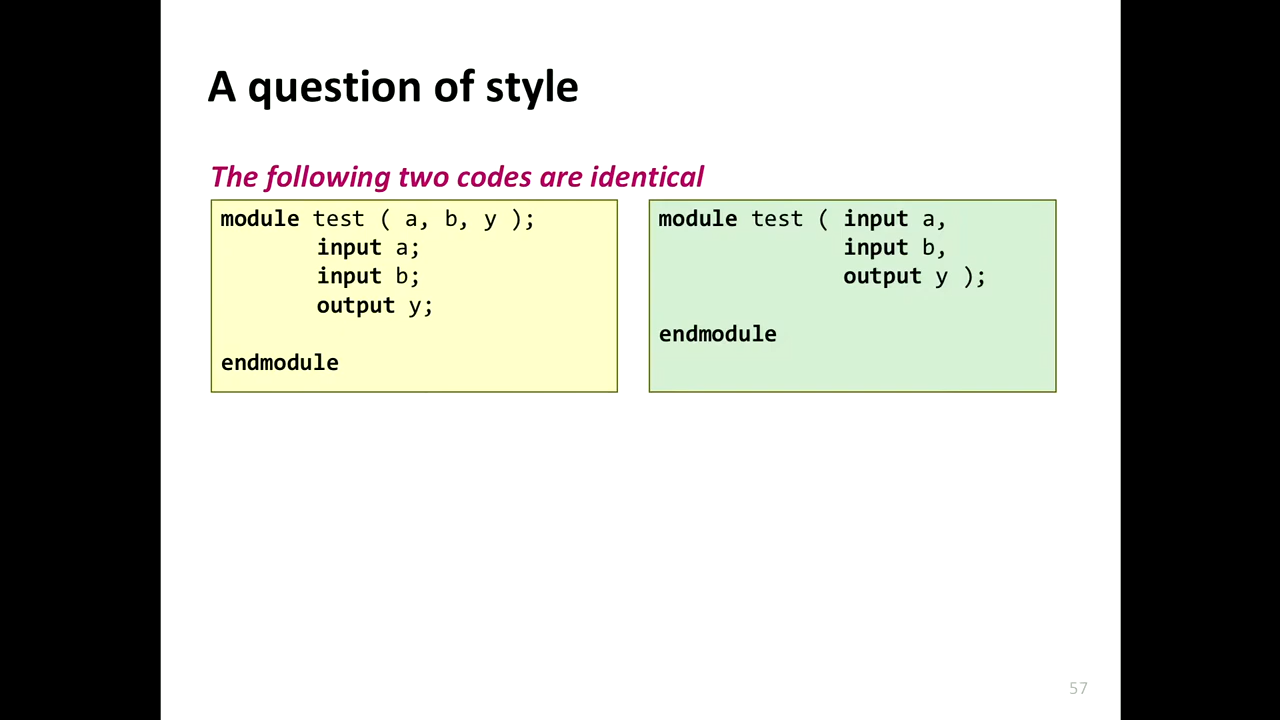 A question of style
The following two codes are identical
module test ( a, b, y );
input a;
input b;
output y;
endmodule
module test ( input a,
input b,
output y );
endmodule
57